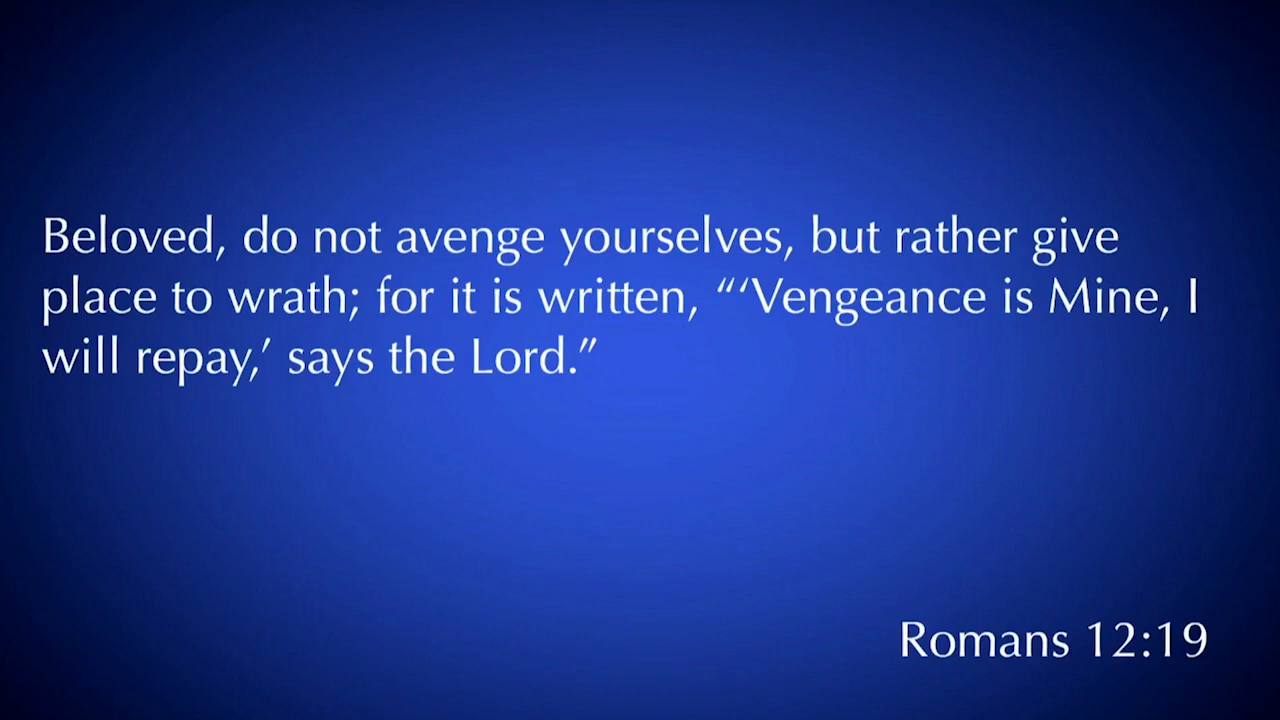 Beloved, do not avenge yourselves, but rather give
place to wrath; for it is written, “‘Vengeance is Mine, I
will repay,’ says the Lord.”
Romans 12:19